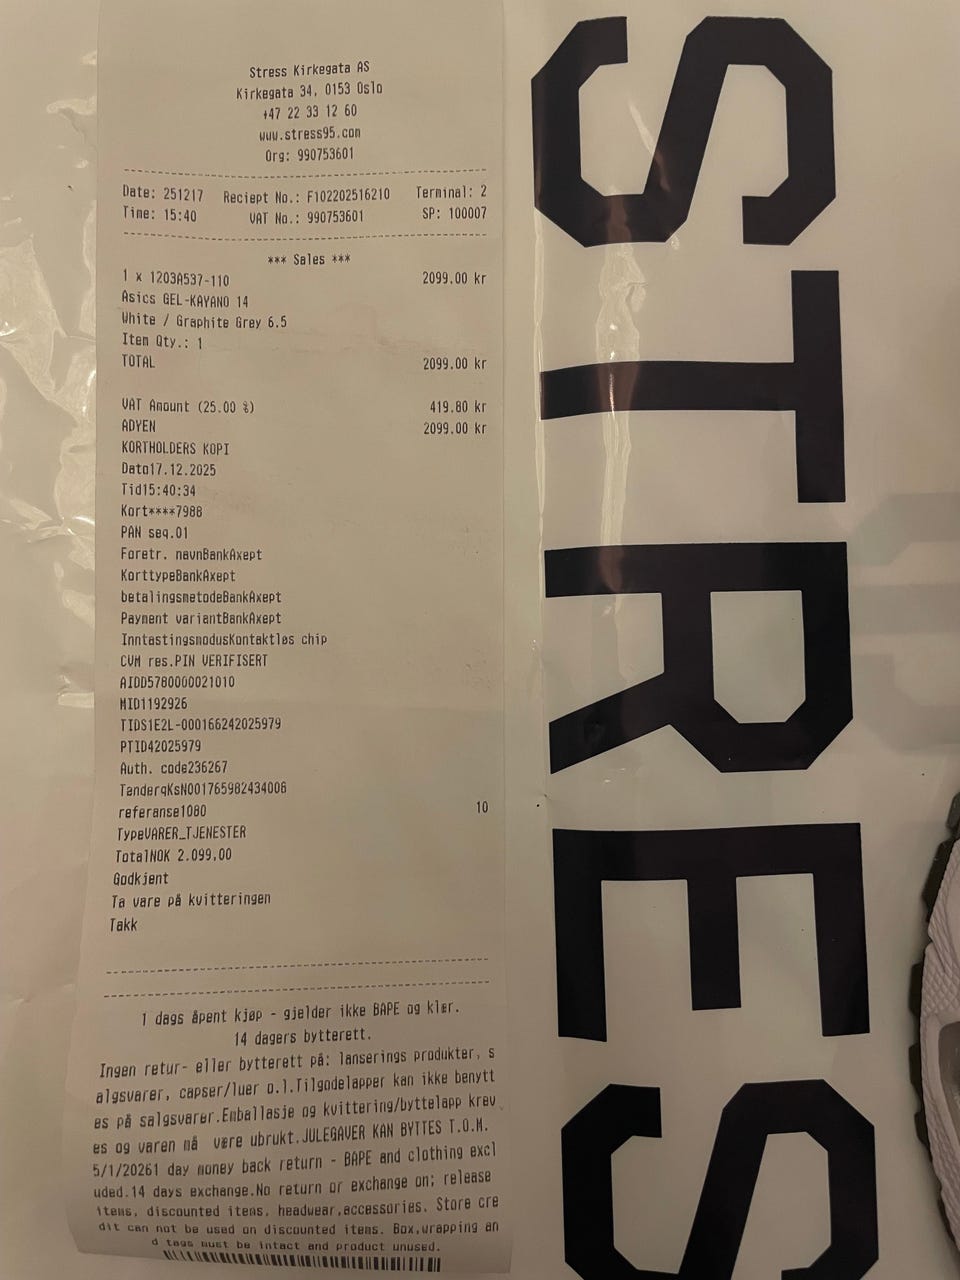 Stress Kirkegata AS
Kirkegata 34, 0153 Oslo
+47 22 33 12 60
www.stress95.com
Org: 990753601
Date: 251217 Reciept No.: F102202516210 Terminal: 2
Time: 15:40 VAT No.: 990753601 SP: 100007
*** Sales ***
1 x 1203A537-110 2099.00 kr
Asics GEL-KAYANO 14
White / Graphite Grey 6.5
Item Qty.: 1
TOTAL 2099.00 kr
VAT Amount (25.00 %) 419.80 kr
ADYEN 2099.00 kr
KORTHOLDERS KOPI
Dato17.12.2025
Tid15:40:34
Kort****7988
PAN seq.01
Foretr. navnBankAxept
KorttypeBankAxept
betalingsmetodeBankAxept
Payment variantBankAxept
InntastingsmodusKontaktløs chip
CVM res.PIN VERIFISERT
AIDD5780000021010
MID1192926
TIDS1E2L-000166242025979
PTID42025979
Auth. code236267
TenderqKsN001765982434006
referanse1080 10
TypeVARER_TJENESTER
TotalNOK 2.099,00
Godkjent
Ta vare på kvitteringen
Takk
1 dags åpent kjøp - gjelder ikke BAPE og klær.
14 dagers bytterett.
Ingen retur- eller bytterett på: lanserings produkter, s
algsvarer, capser/luer o.l.Tilgodelapper kan ikke benytt
es på salgsvarer.Emballasje og kvittering/byttelapp krev
es og varen må være ubrukt.JULEGAVER KAN BYTTES T.O.M.
5/1/20261 day money back return - BAPE and clothing excl
uded.14 days exchange.No return or exchange on; release
items, discounted items, headwear,accessories. Store cre
dit can not be used on discounted items. Box,wrapping an
d tags must be intact and product unused.
STRES